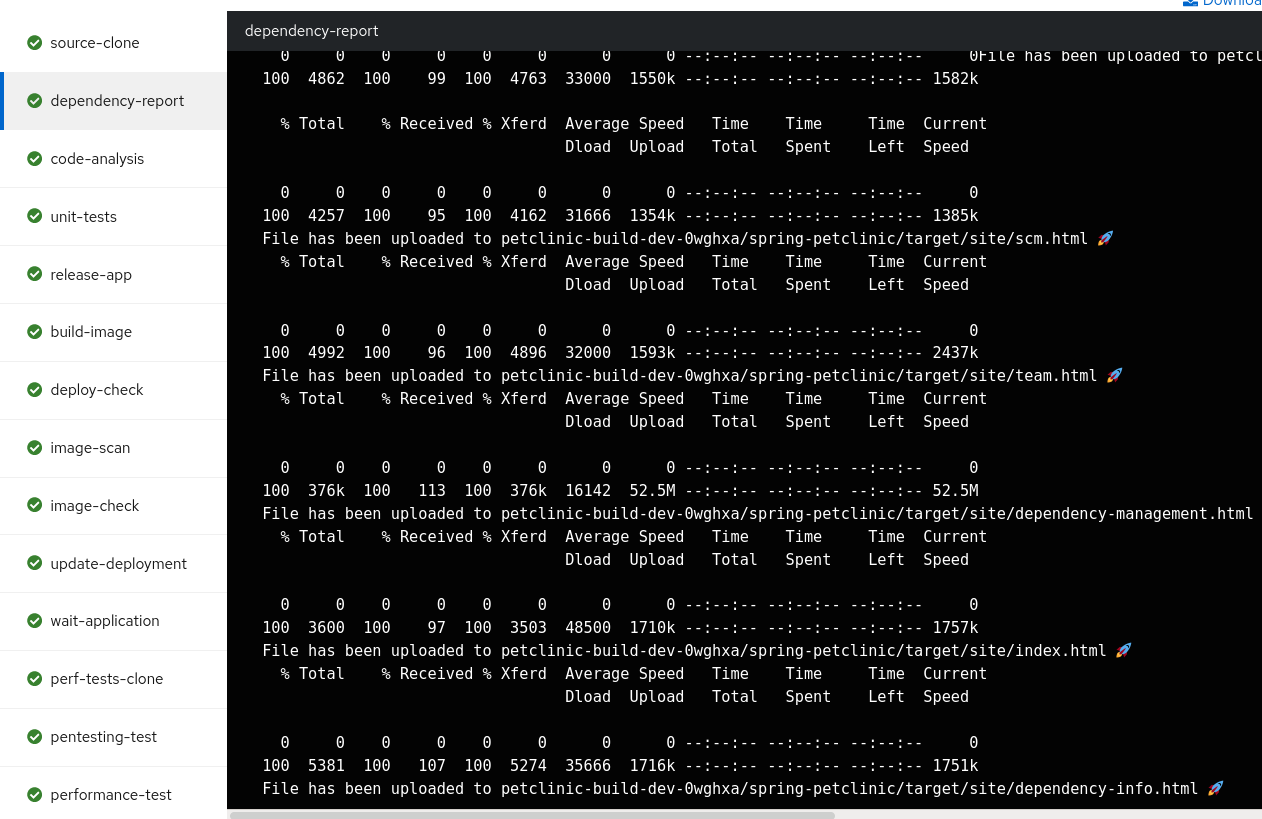 Downloa
source-clone
dependency-report
code-analysis
unit-tests
release-app
build-image
deploy-check
image-scan
image-check
update-deployment
wait-application
perf-tests-clone
pentesting-test
performance-test
dependency-report
0 0 0 0 0 0 0 0 --:--:-- --:--:-- --:--:-- 0File has been uploaded to petcl
100 4862 100 99 100 4763 33000 1550k --:--:-- --:--:-- --:--:-- 1582k
% Total % Received % Xferd Average Speed Time Time Time Current
Dload Upload Total Spent Left Speed
0 0 0 0 0 0 0 0 --:--:-- --:--:-- --:--:-- 0
100 4257 100 95 100 4162 31666 1354k --:--:-- --:--:-- --:--:-- 1385k
File has been uploaded to petclinic-build-dev-0wghxa/spring-petclinic/target/site/scm.html 🚀
% Total % Received % Xferd Average Speed Time Time Time Current
Dload Upload Total Spent Left Speed
0 0 0 0 0 0 0 0 --:--:-- --:--:-- --:--:-- 0
100 4992 100 96 100 4896 32000 1593k --:--:-- --:--:-- --:--:-- 2437k
File has been uploaded to petclinic-build-dev-0wghxa/spring-petclinic/target/site/team.html 🚀
% Total % Received % Xferd Average Speed Time Time Time Current
Dload Upload Total Spent Left Speed
0 0 0 0 0 0 0 0 --:--:-- --:--:-- --:--:-- 0
100 376k 100 113 100 376k 16142 52.5M --:--:-- --:--:-- --:--:-- 52.5M
File has been uploaded to petclinic-build-dev-0wghxa/spring-petclinic/target/site/dependency-management.html
% Total % Received % Xferd Average Speed Time Time Time Current
Dload Upload Total Spent Left Speed
0 0 0 0 0 0 0 0 --:--:-- --:--:-- --:--:-- 0
100 3600 100 97 100 3503 48500 1710k --:--:-- --:--:-- --:--:-- 1757k
File has been uploaded to petclinic-build-dev-0wghxa/spring-petclinic/target/site/index.html 🚀
% Total % Received % Xferd Average Speed Time Time Time Current
Dload Upload Total Spent Left Speed
0 0 0 0 0 0 0 0 --:--:-- --:--:-- --:--:-- 0
100 5381 100 107 100 5274 35666 1716k --:--:-- --:--:-- --:--:-- 1751k
File has been uploaded to petclinic-build-dev-0wghxa/spring-petclinic/target/site/dependency-info.html 🚀